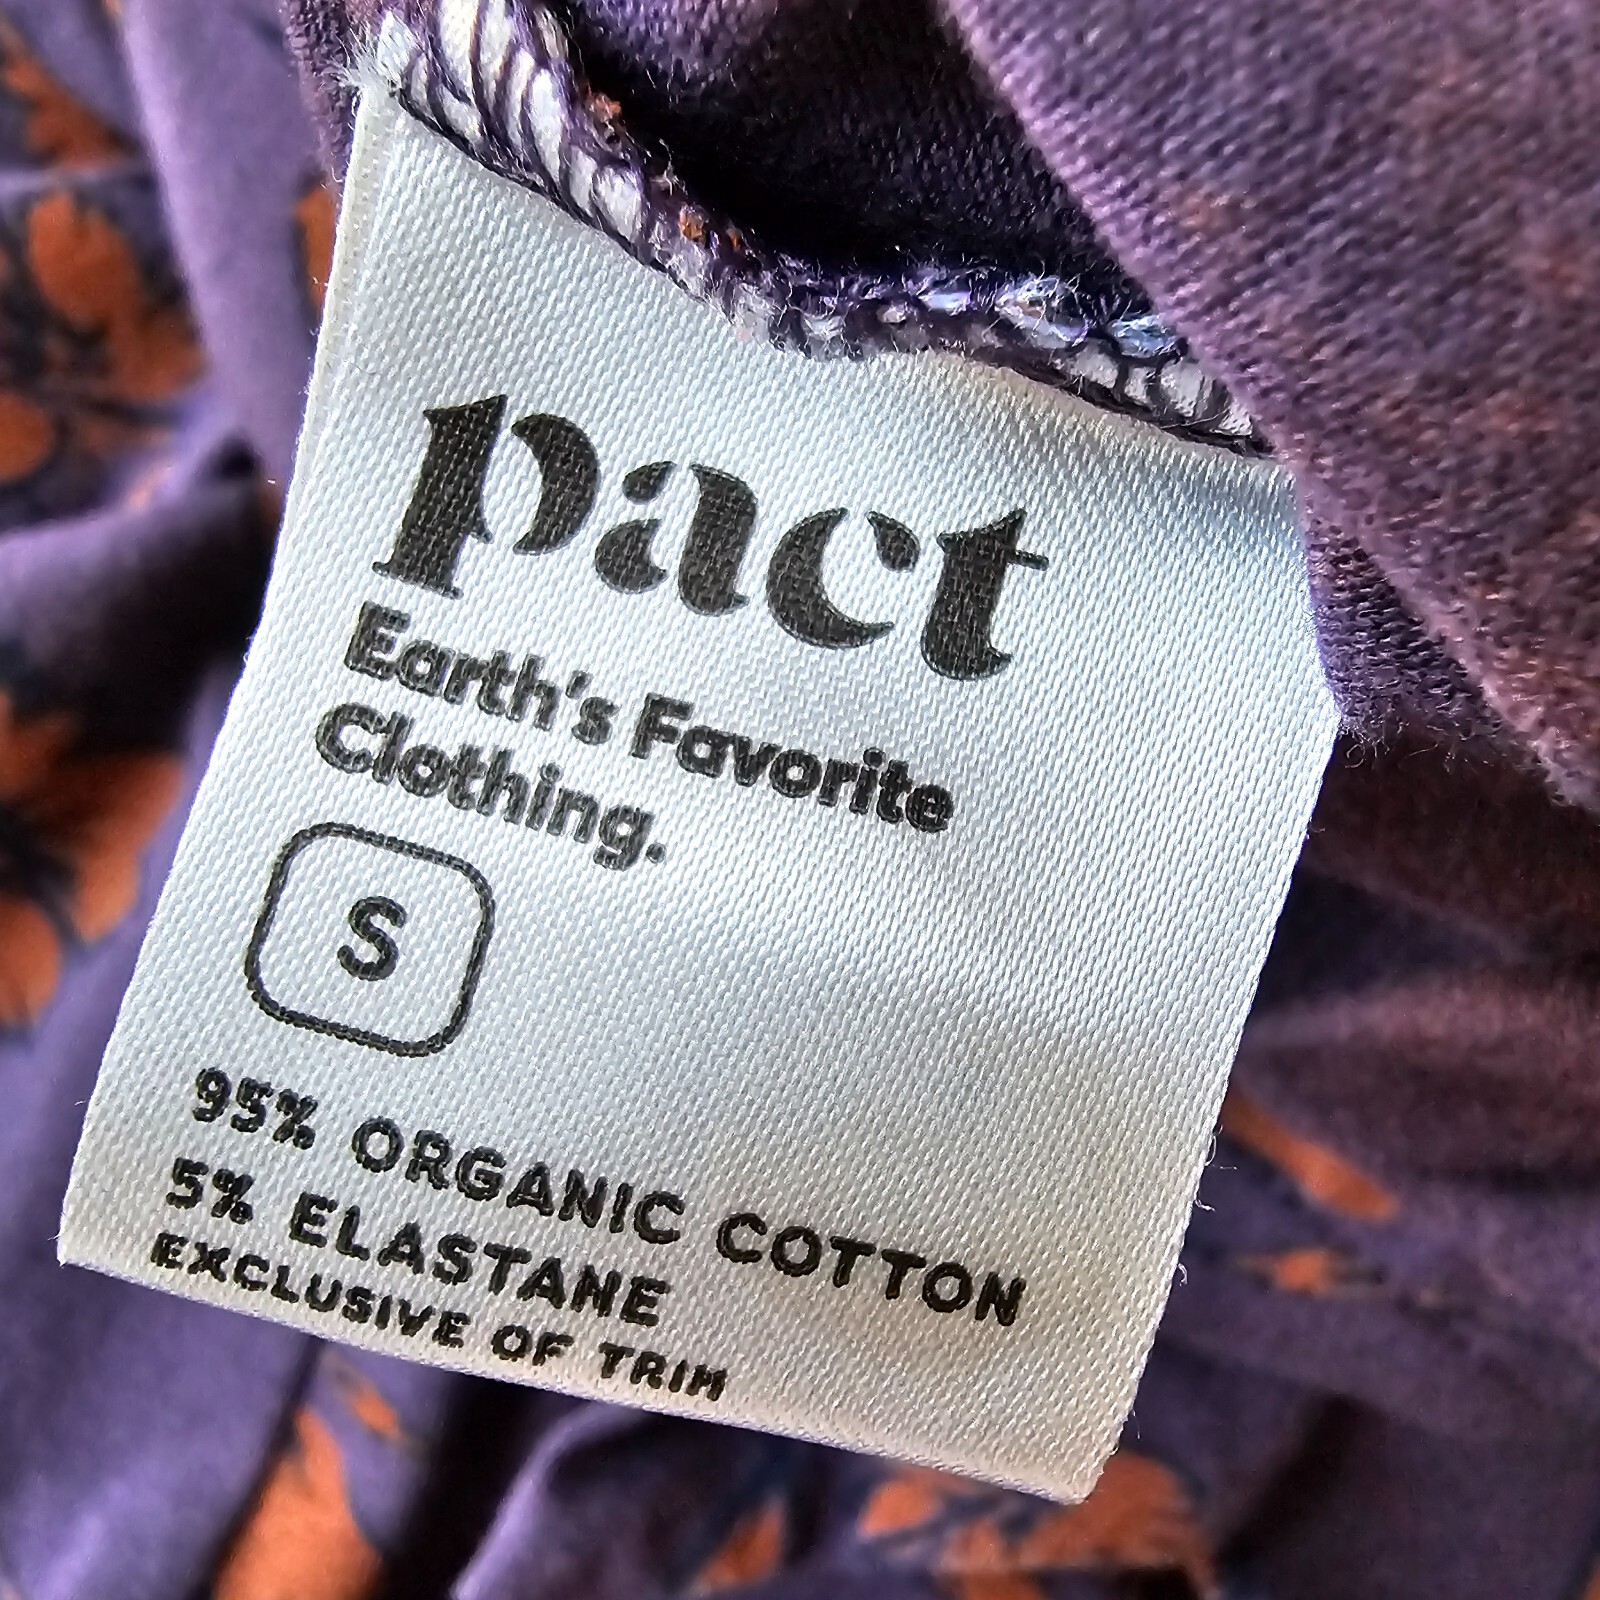 pact
Earth's Favorite
Clothing.
S
95% ORGANIC COTTON
5% ELASTANE
EXCLUSIVE OF TRIM